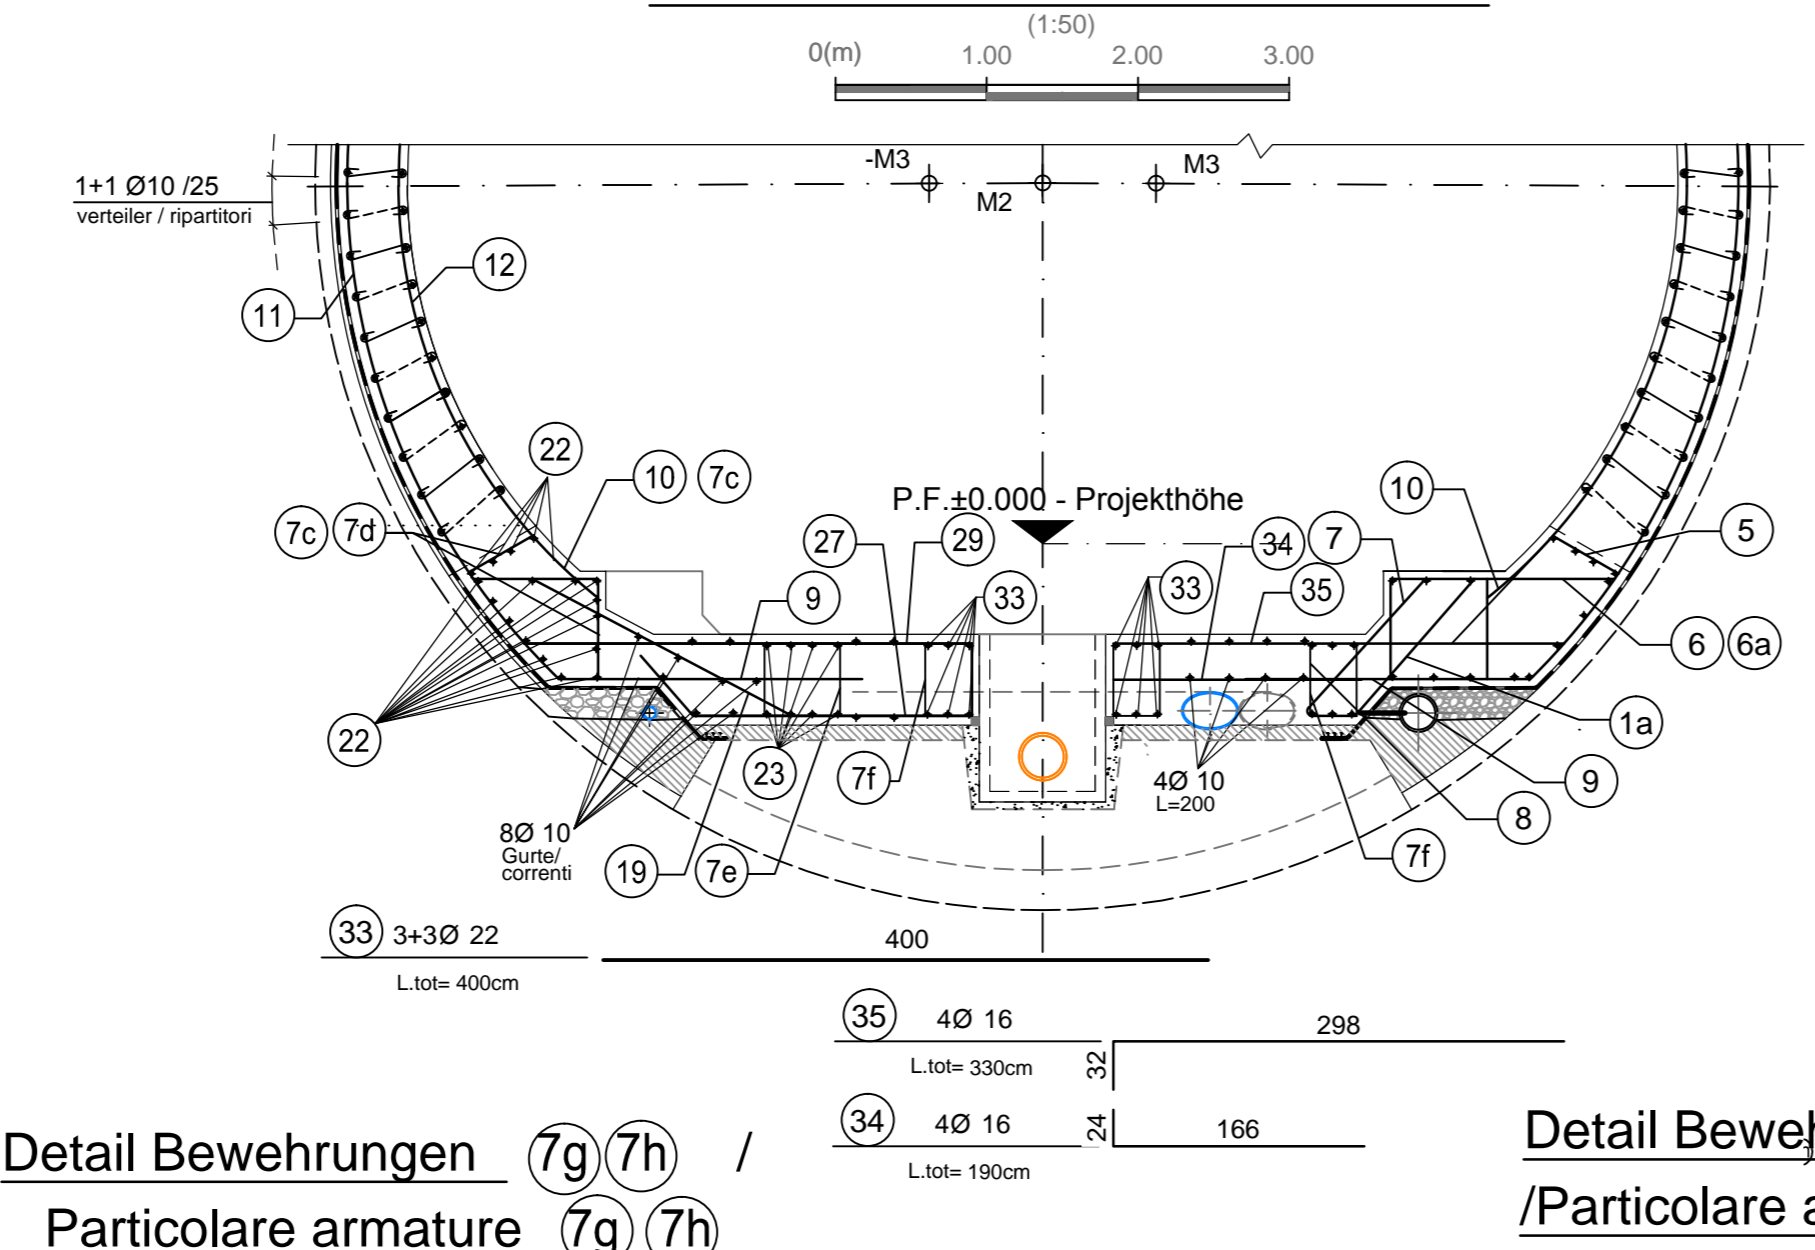 (1:50)
0(m) 1.00 2.00 3.00
-M3 M2 M3
1+1 Ø10 /25
verteiler / ripartitori
12
11
22
10 7c
7c 7d
P.F.±0.000 - Projekthöhe
10
5
27 29 34 7
9 33 33 35
6 6a
22
23 7f
4Ø 10
L=200
1a
9
8
8Ø 10
Gurte/
correnti
19 7e
7f
33 3+3Ø 22
L.tot= 400cm
400
35 4Ø 16
L.tot= 330cm
32 298
34 4Ø 16
L.tot= 190cm
24 166
Detail Bewehrungen 7g 7h /
Particolare armature 7g 7h
Detail Beweh
/Particolare a